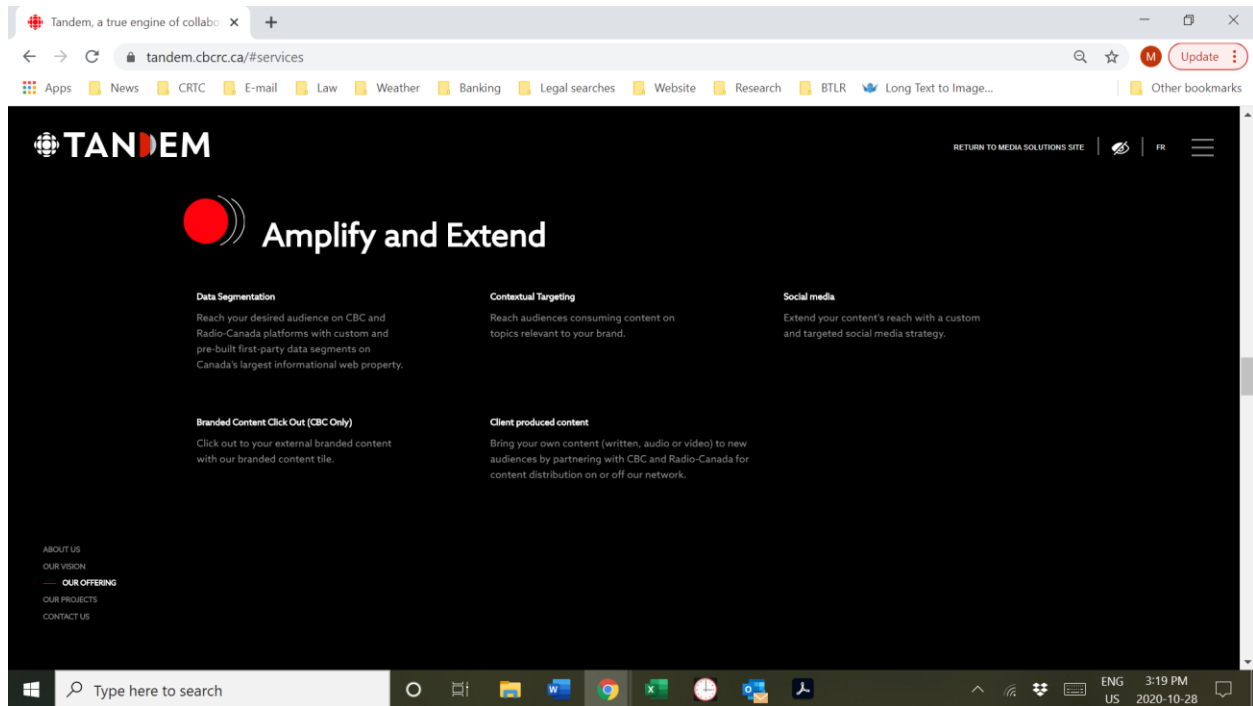 Tandem, a true engine of collabo
tandem.cbcrc.ca/#services
M
Update
Apps
News
CRTC
E-mail
Law
Weather
Banking
Legal searches
Website
Research
BTLR
Long Text to Image...
Other bookmarks
TANDEM
RETURN TO MEDIA SOLUTIONS SITE
FR
Amplify and Extend
Data Segmentation
Reach your desired audience on CBC and
Radio-Canada platforms with custom and
pre-built first-party data segments on
Canada's largest informational web property.
Contextual Targeting
Reach audiences consuming content on
topics relevant to your brand.
Social media
Extend your content's reach with a custom
and targeted social media strategy.
Branded Content Click Out (CBC Only)
Click out to your external branded content
with our branded content tile.
Client produced content
Bring your own content (written, audio or video) to new
audiences by partnering with CBC and Radio-Canada for
content distribution on or off our network.
ABOUT US
OUR VISION
OUR OFFERING
OUR PROJECTS
CONTACT US
Type here to search
ENG
US
3:19 PM
2020-10-28